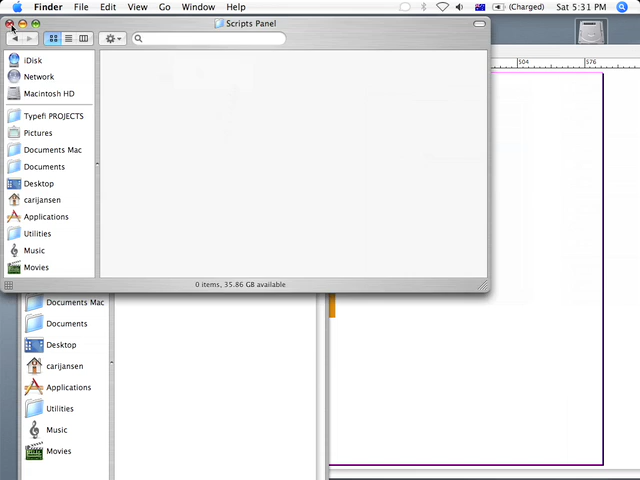 Finder File Edit View Go Window Help (Charged) Sat 5:31 PM
Scripts Panel
iDisk
Network
Macintosh HD
Typefi PROJECTS
Pictures
Documents Mac
Documents
Desktop
carijansen
Applications
Utilities
Music
Movies
0 items, 35.86 GB available
504 576
Documents Mac
Documents
Desktop
carijansen
Applications
Utilities
Music
Movies